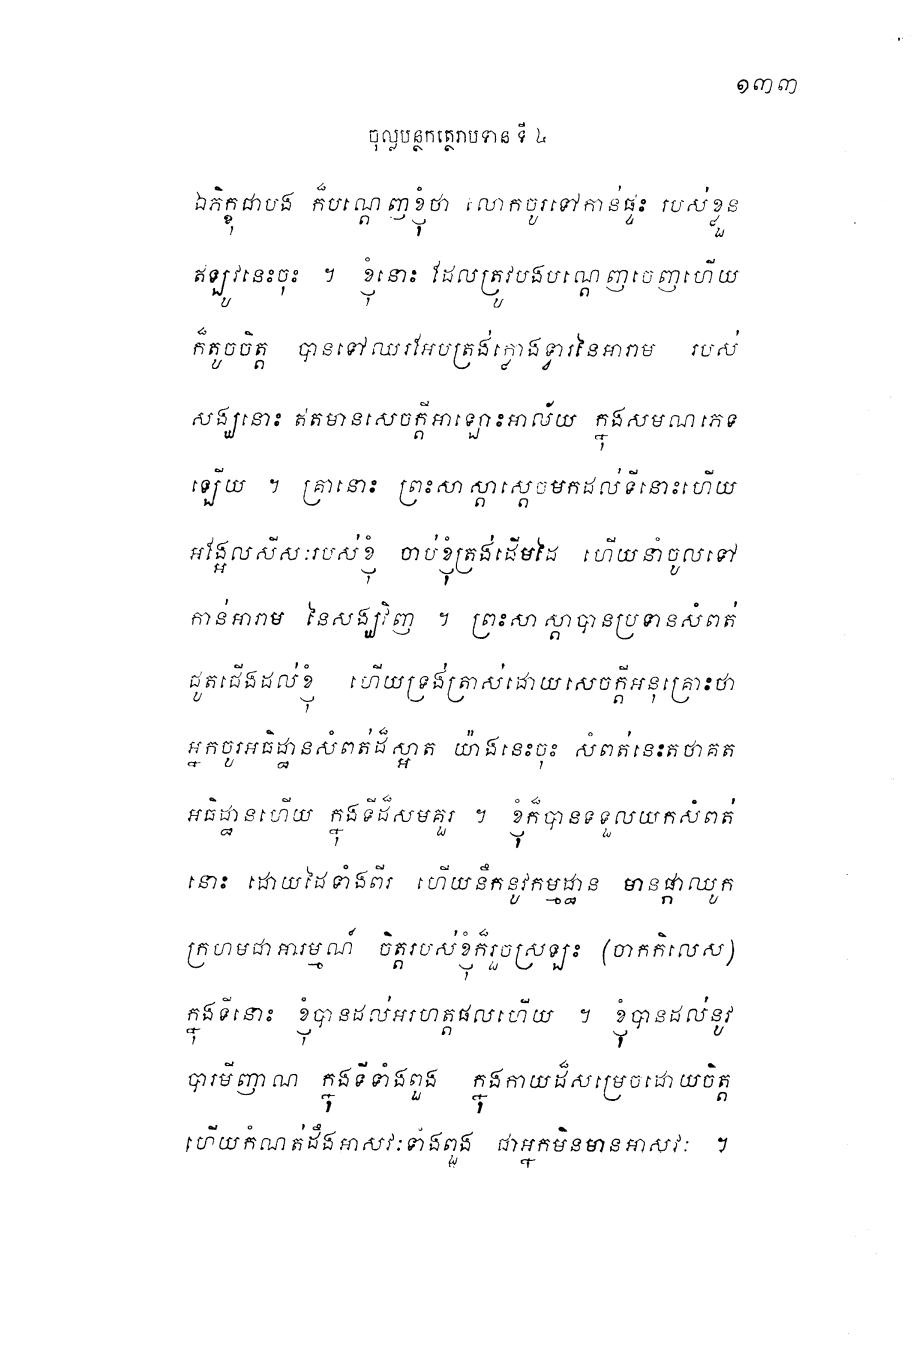 ១៣៣
ចុល្លបន្ថកត្ថេរាបទាន ទី ៤
ឯភិក្ខុជាបង ក៏បណ្តេញខ្ញុំថា លោកចូរទៅកាន់ផ្ទះ របស់ខ្លួន
ឥឡូវនេះចុះ ។ ខ្ញុំនោះ ដែលត្រូវបងបណ្តេញចេញហើយ
ក៏តូចចិត្ត បានទៅឈរអែបត្រង់ក្លោងទ្វារនៃអារាម របស់
សង្ឃនោះ ឥតមានសេចក្តីអាឡោះអាល័យ ក្នុងសមណភេទ
ឡើយ ។ គ្រានោះ ព្រះសាស្តាស្តេចមកដល់ទីនោះហើយ
អង្អែលសីសៈរបស់ខ្ញុំ ចាប់ខ្ញុំត្រង់ដើមដៃ ហើយនាំចូលទៅ
កាន់អារាម នៃសង្ឃវិញ ។ ព្រះសាស្តាបានប្រទានសំពត់
ជូតជើងដល់ខ្ញុំ ហើយទ្រង់ត្រាស់ដោយសេចក្តីអនុគ្រោះថា
អ្នកចូរអធិដ្ឋានសំពត់ដ៏ស្អាត យ៉ាងនេះចុះ សំពត់នេះតថាគត
អធិដ្ឋានហើយ ក្នុងទីដ៏សមគួរ ។ ខ្ញុំក៏បានទទួលយកសំពត់
នោះ ដោយដៃទាំងពីរ ហើយនឹកនូវកម្មដ្ឋាន មានផ្កាឈូក
ក្រហមជាអារម្មណ៍ ចិត្តរបស់ខ្ញុំក៏រួចស្រឡះ (ចាកកិលេស)
ក្នុងទីនោះ ខ្ញុំបានដល់អរហត្តផលហើយ ។ ខ្ញុំបានដល់នូវ
បារមីញាណ ក្នុងទីទាំងពួង ក្នុងកាយដ៏សម្រេចដោយចិត្ត
ហើយកំណត់ដឹងអាសវៈទាំងពួង ជាអ្នកមិនមានអាសវៈ ។